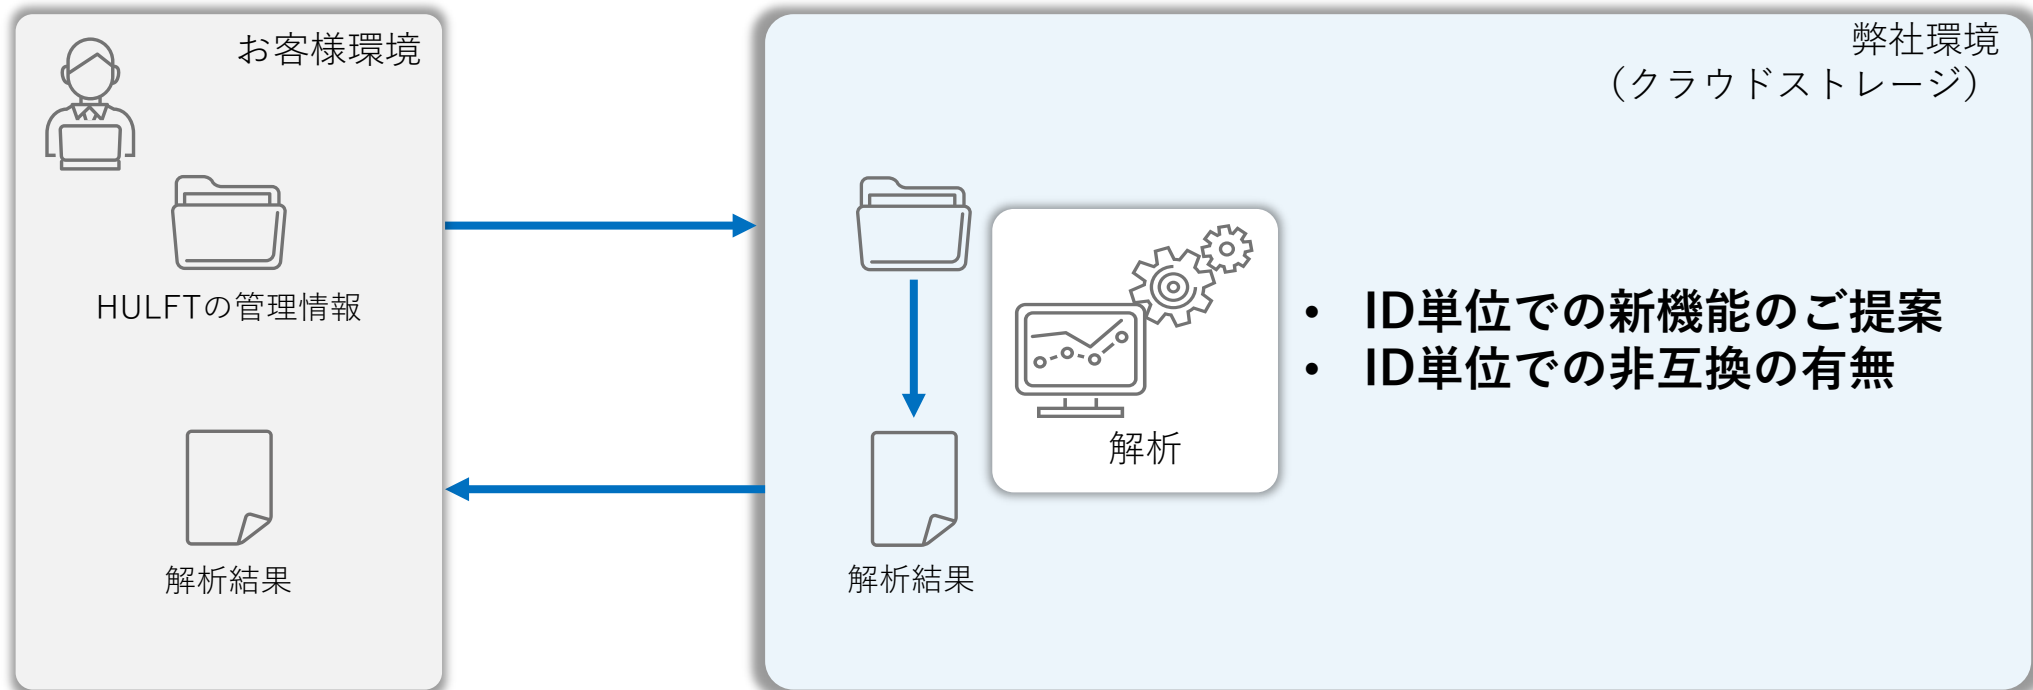 お客様環境
HULFTの管理情報
解析結果
弊社環境
（クラウドストレージ）
解析
解析結果
• ID単位での新機能のご提案
• ID単位での非互換の有無